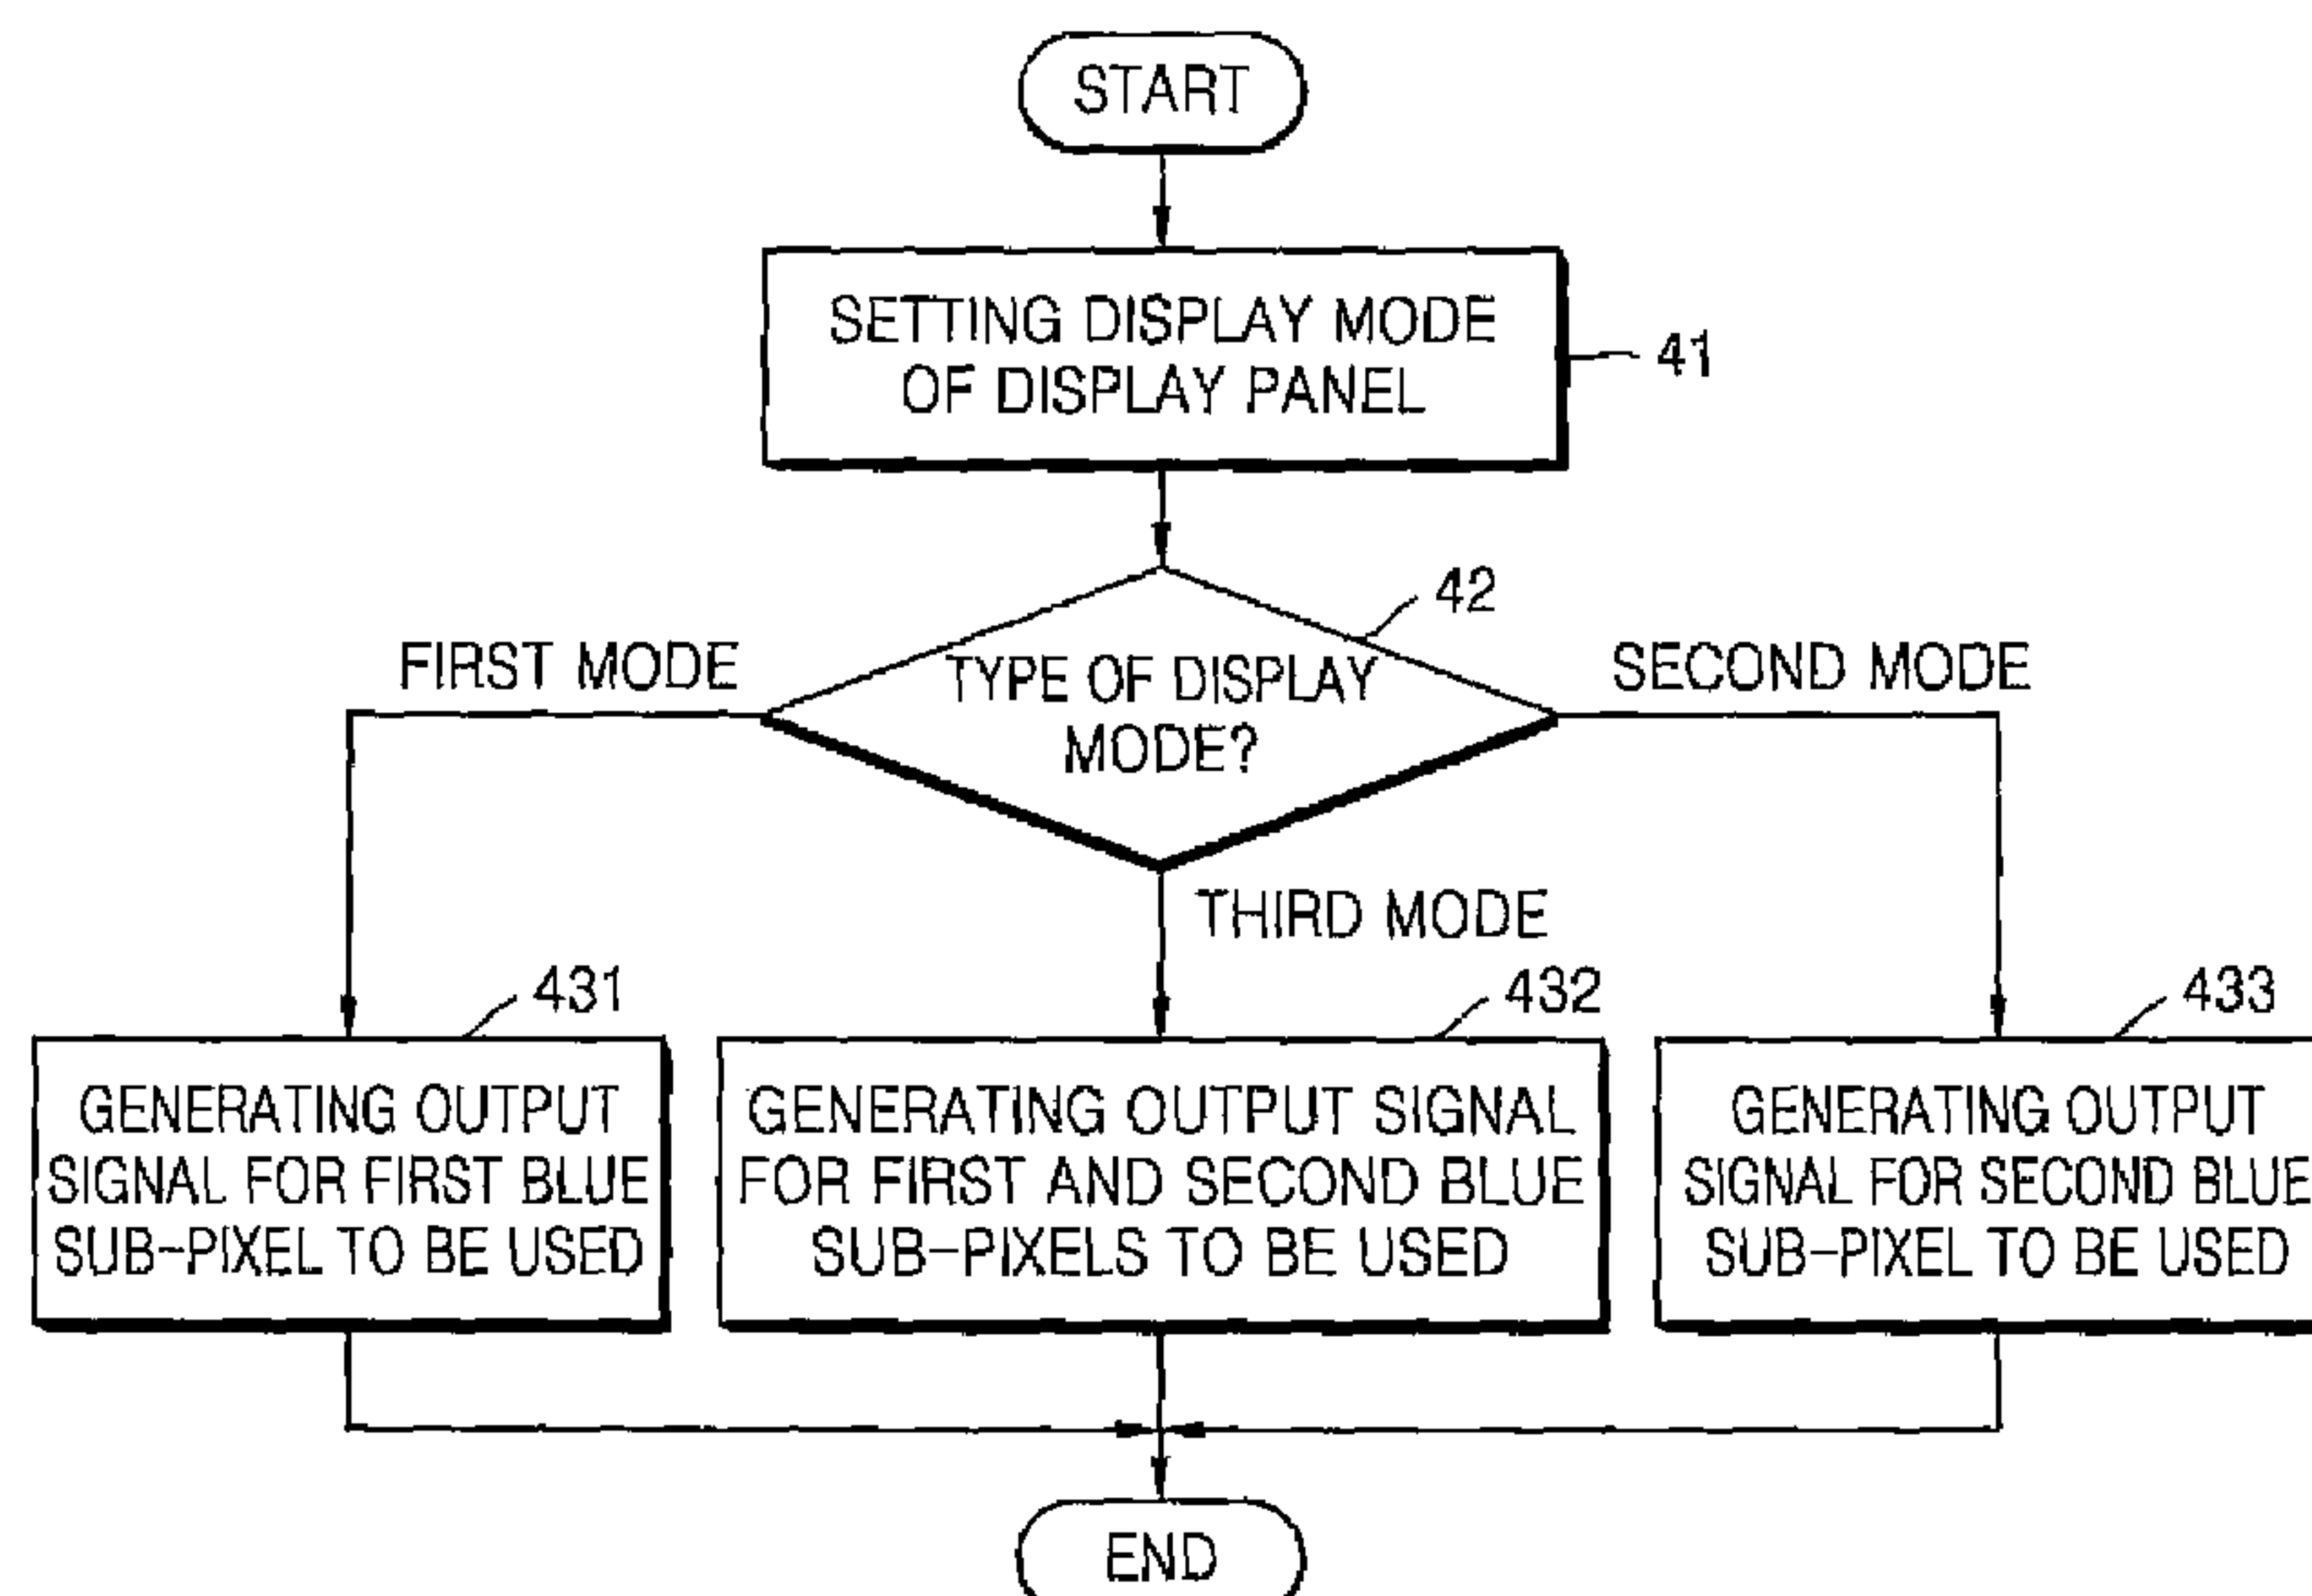 START
SETTING DISPLAY MODE
OF DISPLAY PANEL
41
42
FIRST MODE
TYPE OF DISPLAY
MODE?
SECOND MODE
THIRD MODE
431
432
433
GENERATING OUTPUT
SIGNAL FOR FIRST BLUE
SUB-PIXEL TO BE USED
GENERATING OUTPUT SIGNAL
FOR FIRST AND SECOND BLUE
SUB-PIXELS TO BE USED
GENERATING OUTPUT
SIGNAL FOR SECOND BLUE
SUB-PIXEL TO BE USED
END